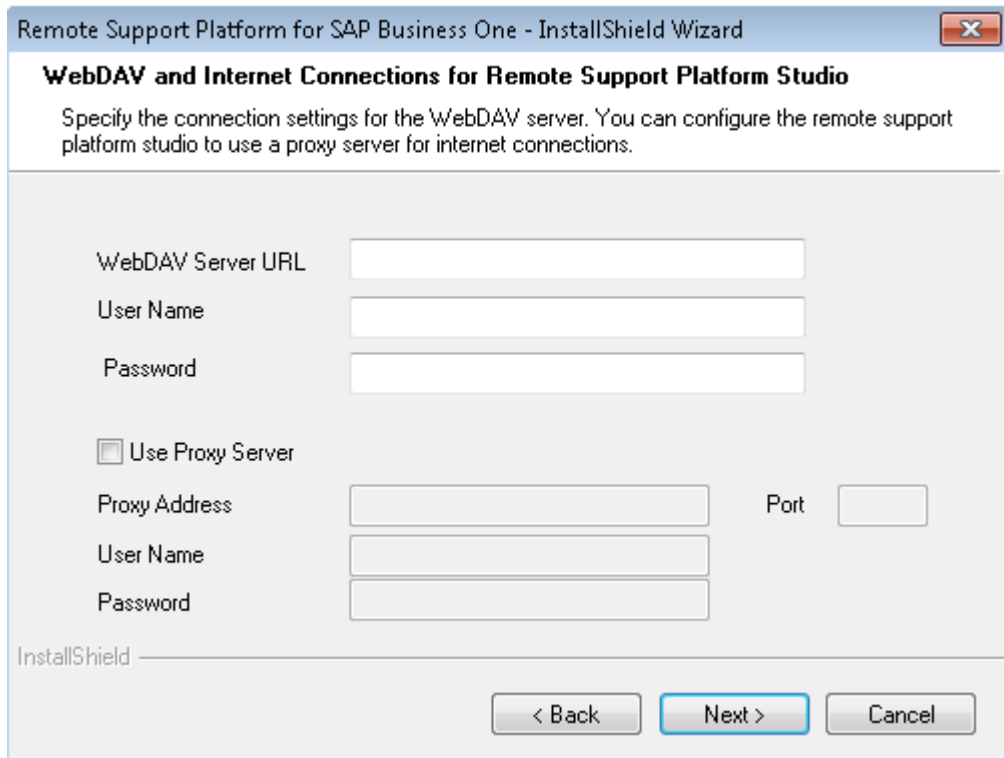 Remote Support Platform for SAP Business One - InstallShield Wizard
WebDAV and Internet Connections for Remote Support Platform Studio
Specify the connection settings for the WebDAV server. You can configure the remote support
platform studio to use a proxy server for internet connections.
WebDAV Server URL
User Name
Password
Use Proxy Server
Proxy Address Port
User Name
Password
InstallShield
< Back Next > Cancel